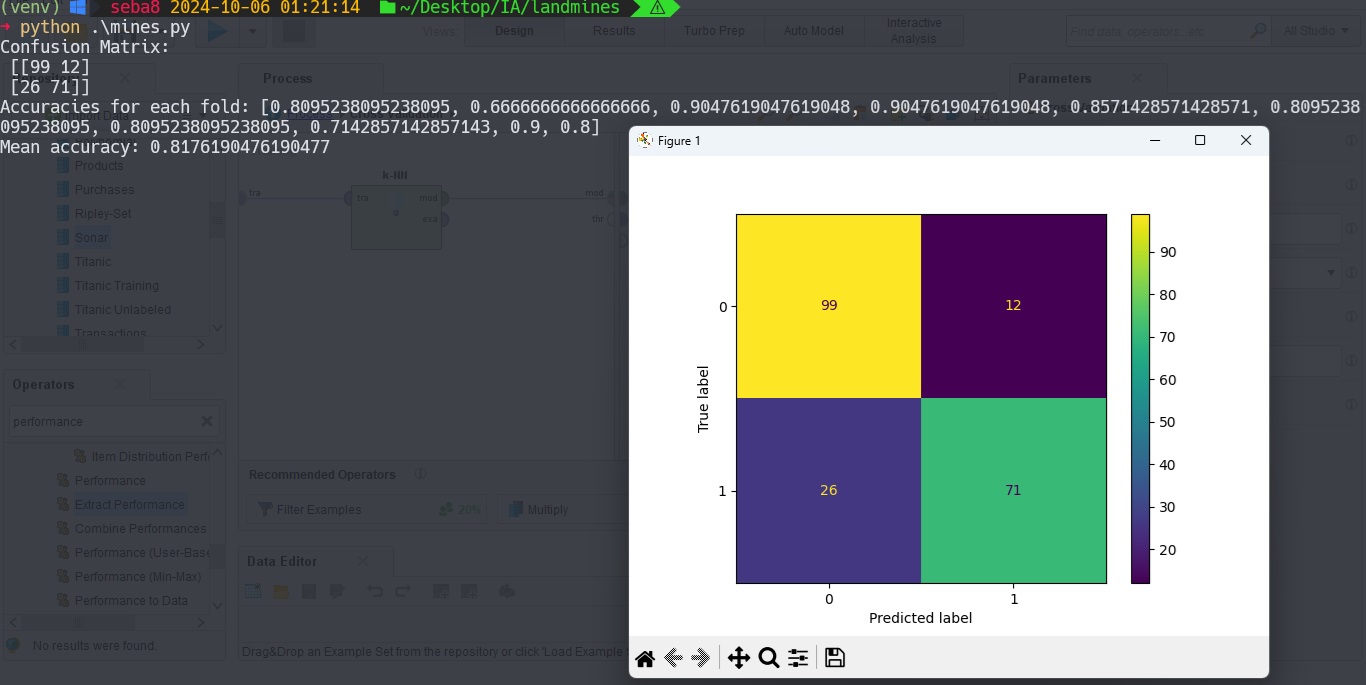 (venv) seba8 2024-10-06 01:21:14 ~/Desktop/IA/landmines
→ python .\mines.py
Views: Design Results Turbo Prep Auto Model Interactive Analysis Find data, operators...etc All Studio
Confusion Matrix:
[[99 12]
[26 71]]
Process
Parameters
Accuracies for each fold: [0.8095238095238095, 0.6666666666666666, 0.9047619047619048, 0.9047619047619048, 0.8571428571428571, 0.8095238
095238095, 0.8095238095238095, 0.7142857142857143, 0.9, 0.8]
Mean accuracy: 0.8176190476190477
Products
Purchases
Ripley-Set
Sonar
Titanic
Titanic Training
Titanic Unlabeled
Transactions
k-NN
tra
tra mod
exa
mod
thr
Operators
performance
Item Distribution Perf
Performance
Extract Performance
Combine Performances
Performance (User-Base
Performance (Min-Max)
Performance to Data
No results were found
Recommended Operators
Filter Examples 20% Multiply
Data Editor
Drag&Drop an Example Set from the repository or click 'Load Example S
Figure 1
99 12
26 71
0
1
True label
0 1
Predicted label
90
80
70
60
50
40
30
20